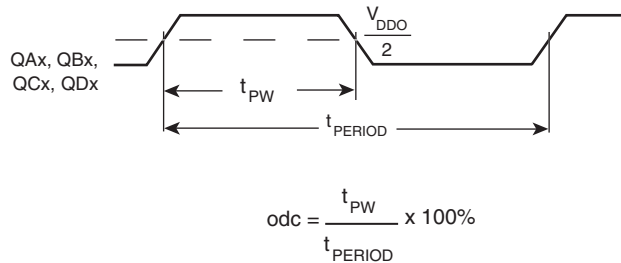 V_DDO
2
QAx, QBx,
QCx, QDx
t_PW
t_PERIOD
odc = t_PW / t_PERIOD x 100%